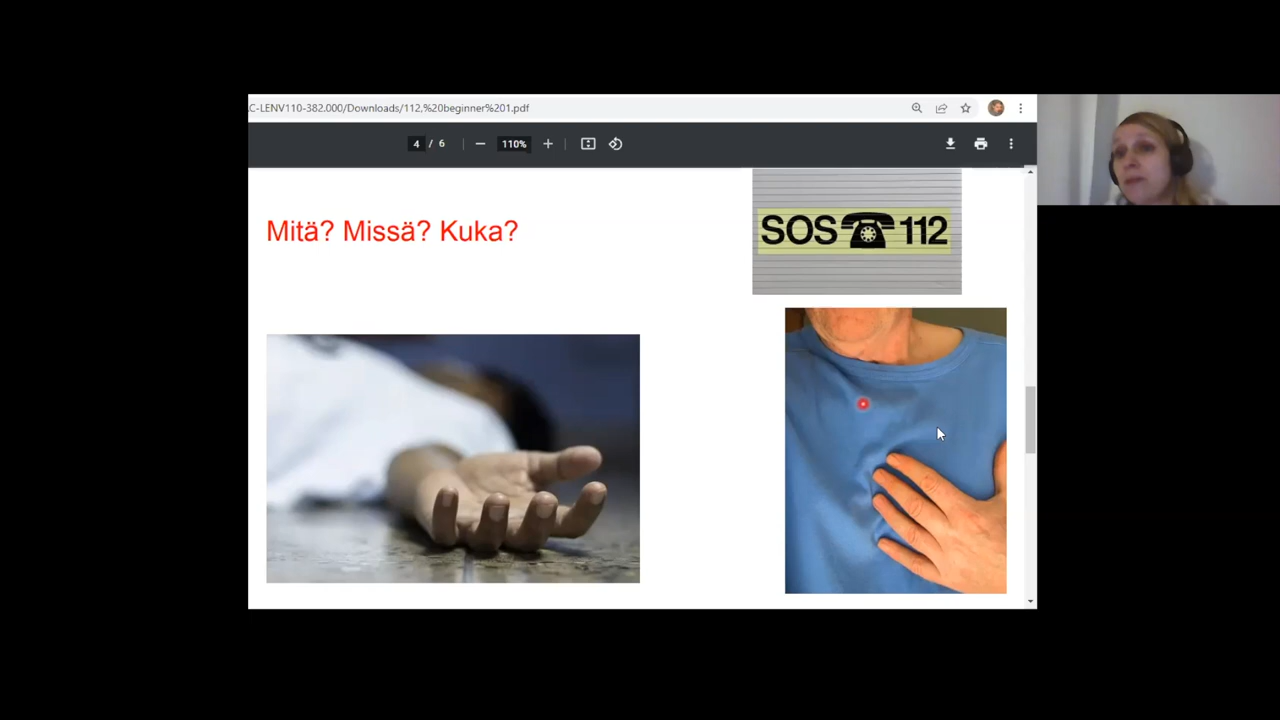 C-LENV110-382.000/Downloads/112,%20beginner%201.pdf
4 / 6
110%
Mitä? Missä? Kuka?
SOS 112